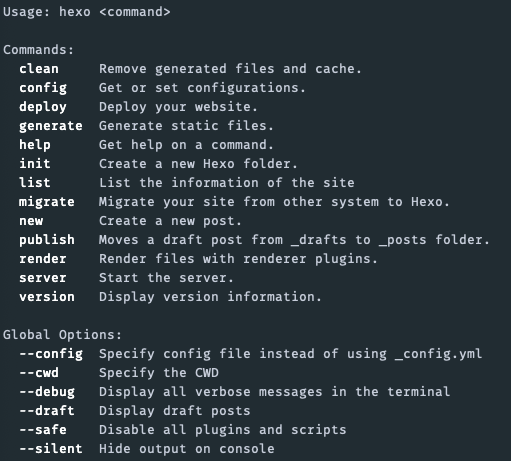 Usage: hexo <command>
Commands:
clean Remove generated files and cache.
config Get or set configurations.
deploy Deploy your website.
generate Generate static files.
help Get help on a command.
init Create a new Hexo folder.
list List the information of the site
migrate Migrate your site from other system to Hexo.
new Create a new post.
publish Moves a draft post from _drafts to _posts folder.
render Render files with renderer plugins.
server Start the server.
version Display version information.
Global Options:
--config Specify config file instead of using _config.yml
--cwd Specify the CWD
--debug Display all verbose messages in the terminal
--draft Display draft posts
--safe Disable all plugins and scripts
--silent Hide output on console